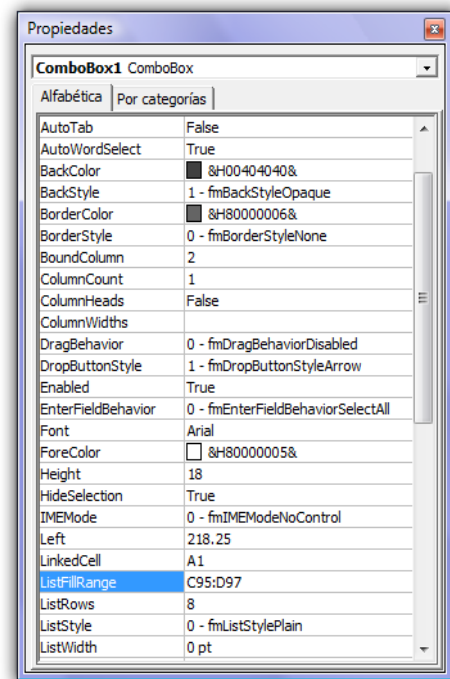 Propiedades
ComboBox1 ComboBox
Alfabética Por categorías
AutoTab False
AutoWordSelect True
BackColor &H00404040&
BackStyle 1 - fmBackStyleOpaque
BorderColor &H80000006&
BorderStyle 0 - fmBorderStyleNone
BoundColumn 2
ColumnCount 1
ColumnHeads False
ColumnWidths
DragBehavior 0 - fmDragBehaviorDisabled
DropButtonStyle 1 - fmDropButtonStyleArrow
Enabled True
EnterFieldBehavior 0 - fmEnterFieldBehaviorSelectAll
Font Arial
ForeColor &H80000005&
Height 18
HideSelection True
IMEMode 0 - fmIMEModeNoControl
Left 218.25
LinkedCell A1
ListFillRange C95:D97
ListRows 8
ListStyle 0 - fmListStylePlain
ListWidth 0 pt